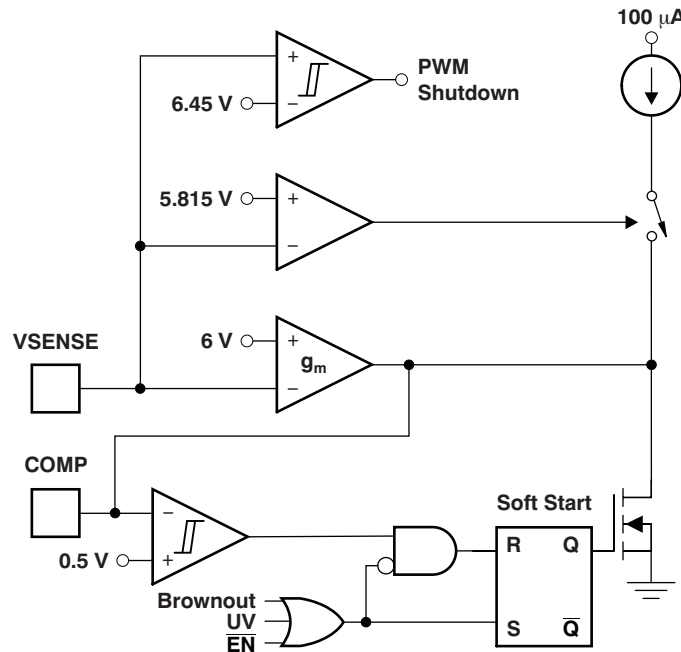 100 μA
PWM
Shutdown
+
6.45 V
−
5.815 V
+
−
VSENSE
6 V
+
gm
−
COMP
−
Soft Start
0.5 V
+
R Q
Brownout
UV
EN
S Q